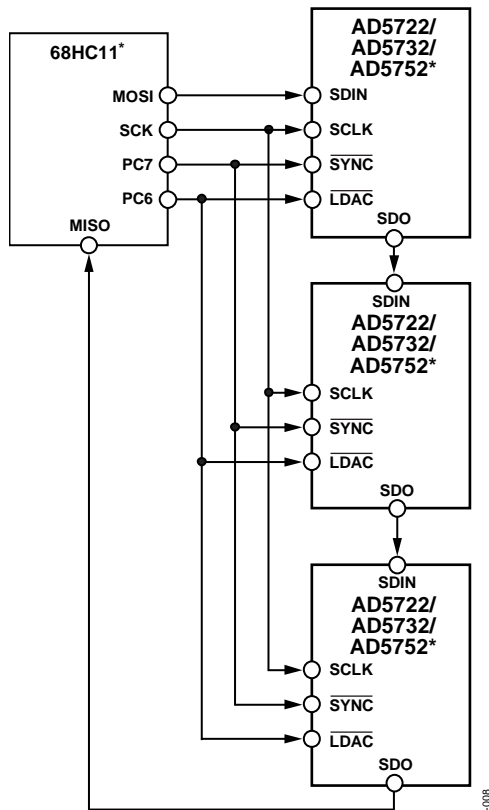 68HC11*
MOSI
SCK
PC7
PC6
MISO
AD5722/
AD5732/
AD5752*
SDIN
SCLK
SYNC
LDAC
SDO
SDIN
AD5722/
AD5732/
AD5752*
SCLK
SYNC
LDAC
SDO
SDIN
AD5722/
AD5732/
AD5752*
SCLK
SYNC
LDAC
SDO
-008